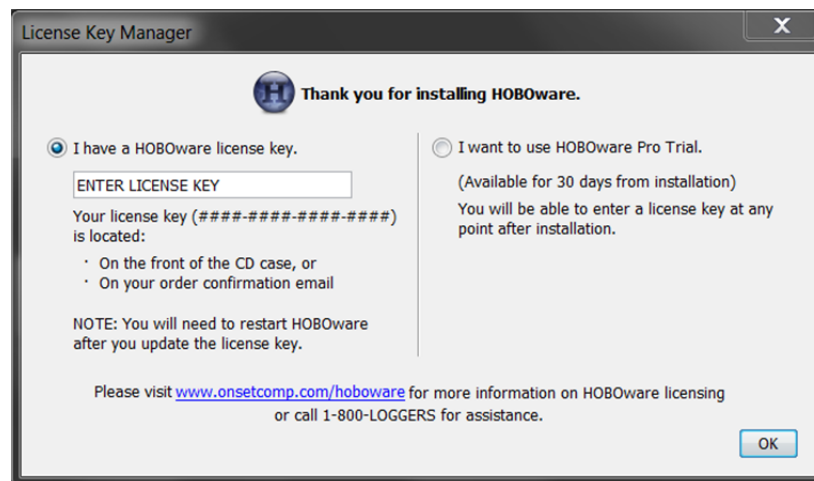 License Key Manager
X
H
Thank you for installing HOBOware.
I have a HOBOware license key.
ENTER LICENSE KEY
Your license key (####-####-####-####)
is located:
· On the front of the CD case, or
· On your order confirmation email
NOTE: You will need to restart HOBOware
after you update the license key.
I want to use HOBOware Pro Trial.
(Available for 30 days from installation)
You will be able to enter a license key at any
point after installation.
Please visit www.onsetcomp.com/hoboware for more information on HOBOware licensing
or call 1-800-LOGGERS for assistance.
OK